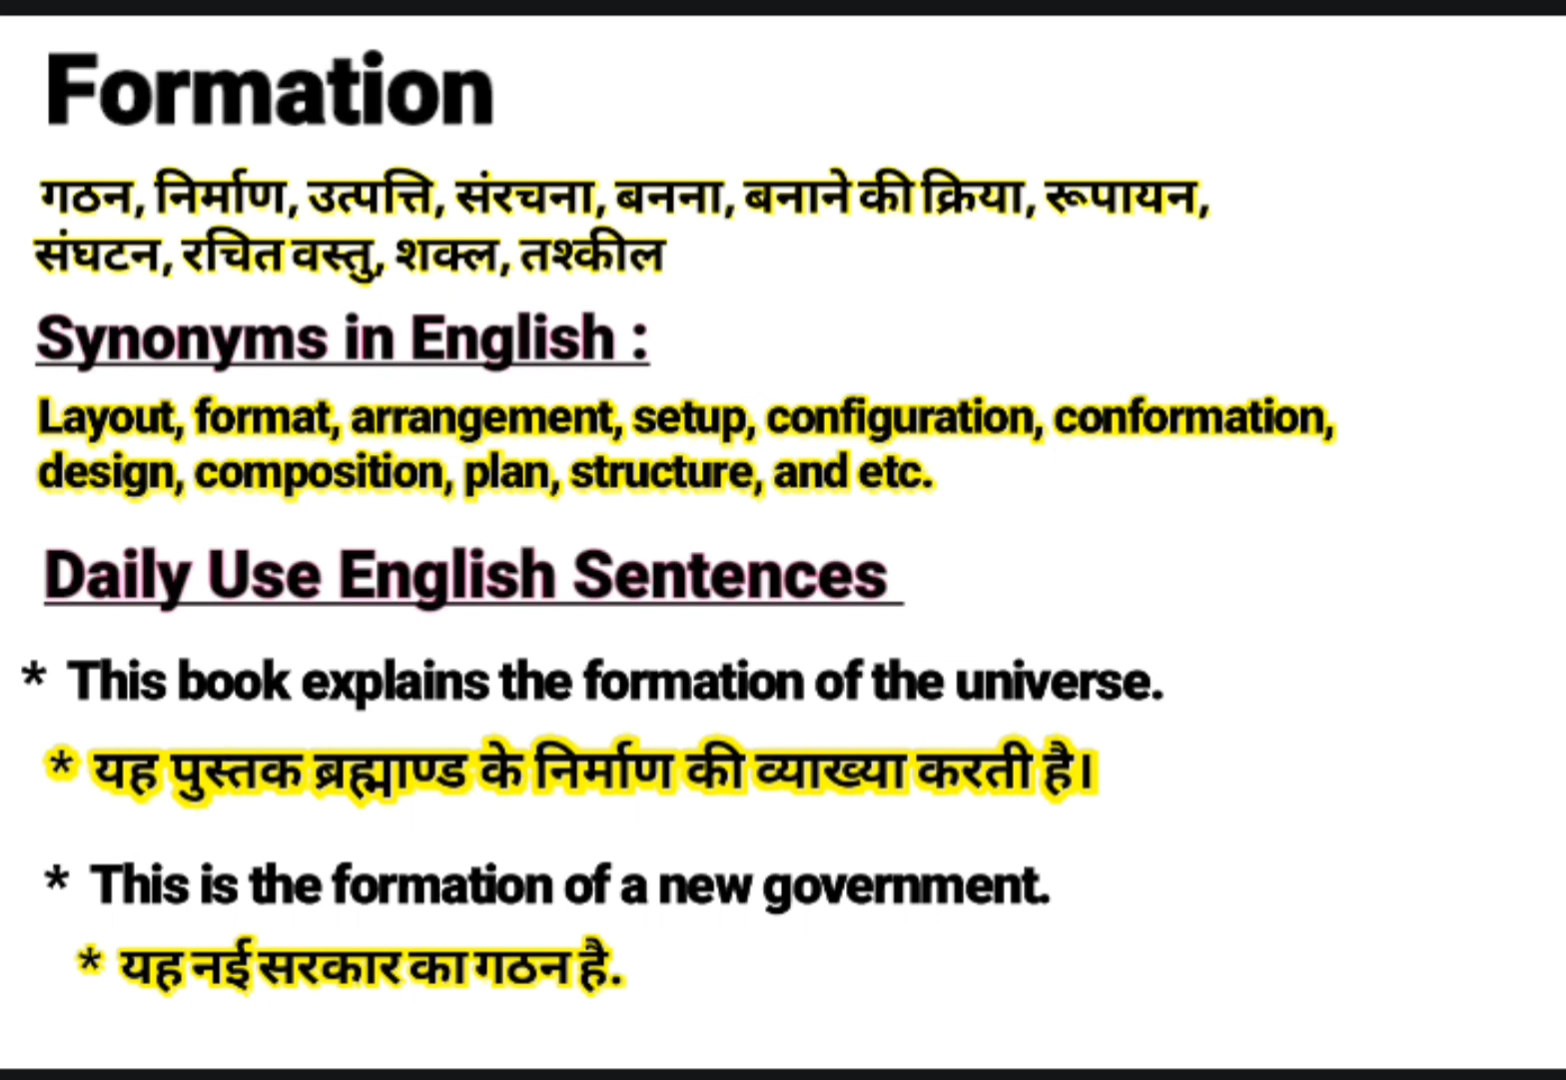 Formation
गठन, निर्माण, उत्पत्ति, संरचना, बनना, बनाने की क्रिया, रूपायन,
संघटन, रचित वस्तु, शक्ल, तश्कील
Synonyms in English :
Layout, format, arrangement, setup, configuration, conformation,
design, composition, plan, structure, and etc.
Daily Use English Sentences
* This book explains the formation of the universe.
* यह पुस्तक ब्रह्माण्ड के निर्माण की व्याख्या करती है।
* This is the formation of a new government.
* यह नई सरकार का गठन है.